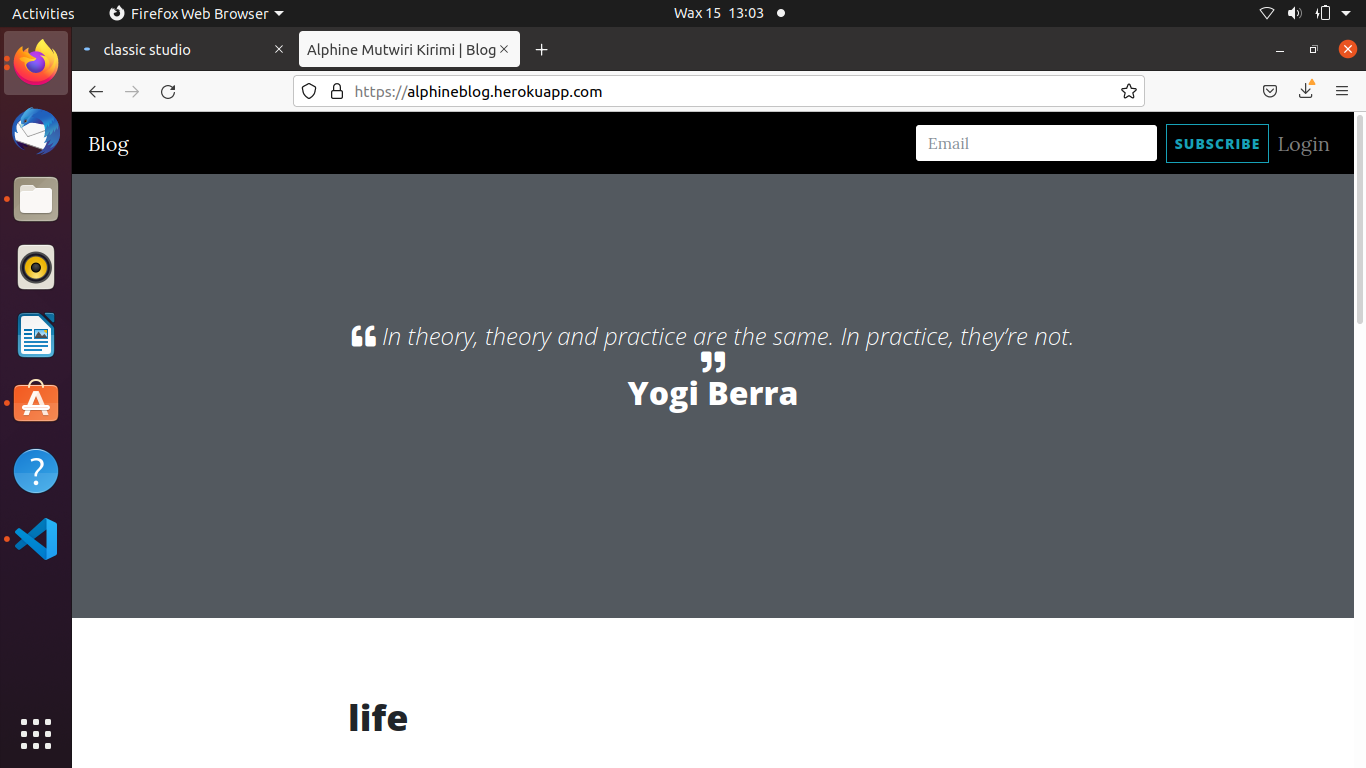 Activities Firefox Web Browser Wax 15 13:03
classic studio Alphine Mutwiri Kirimi | Blog
https://alphineblog.herokuapp.com
Blog Email SUBSCRIBE Login
❝ In theory, theory and practice are the same. In practice, they’re not.
❞
Yogi Berra
life